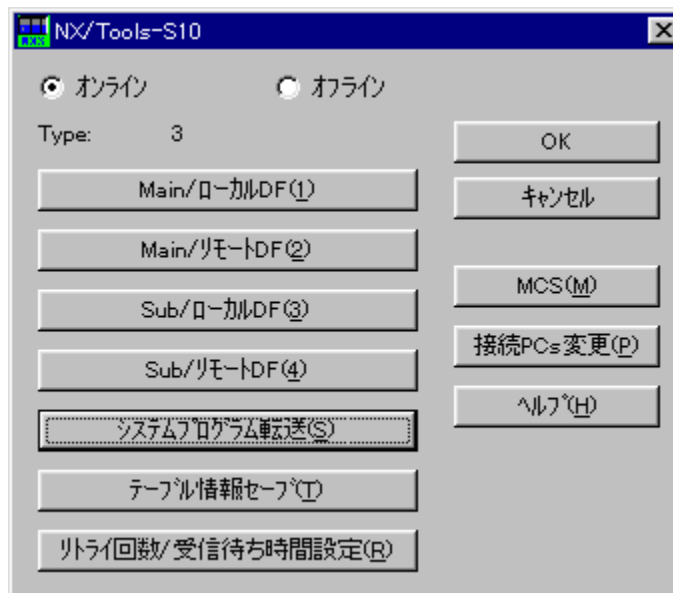 NX/Tools-S10
オンライン オフライン
Type: 3
Main/ローカルDF(1)
Main/リモートDF(2)
Sub/ローカルDF(3)
Sub/リモートDF(4)
システムプログラム転送(S)
テーブル情報セーブ(T)
リトライ回数/受信待ち時間設定(R)
OK
キャンセル
MCS(M)
接続PCs変更(P)
ヘルプ(H)